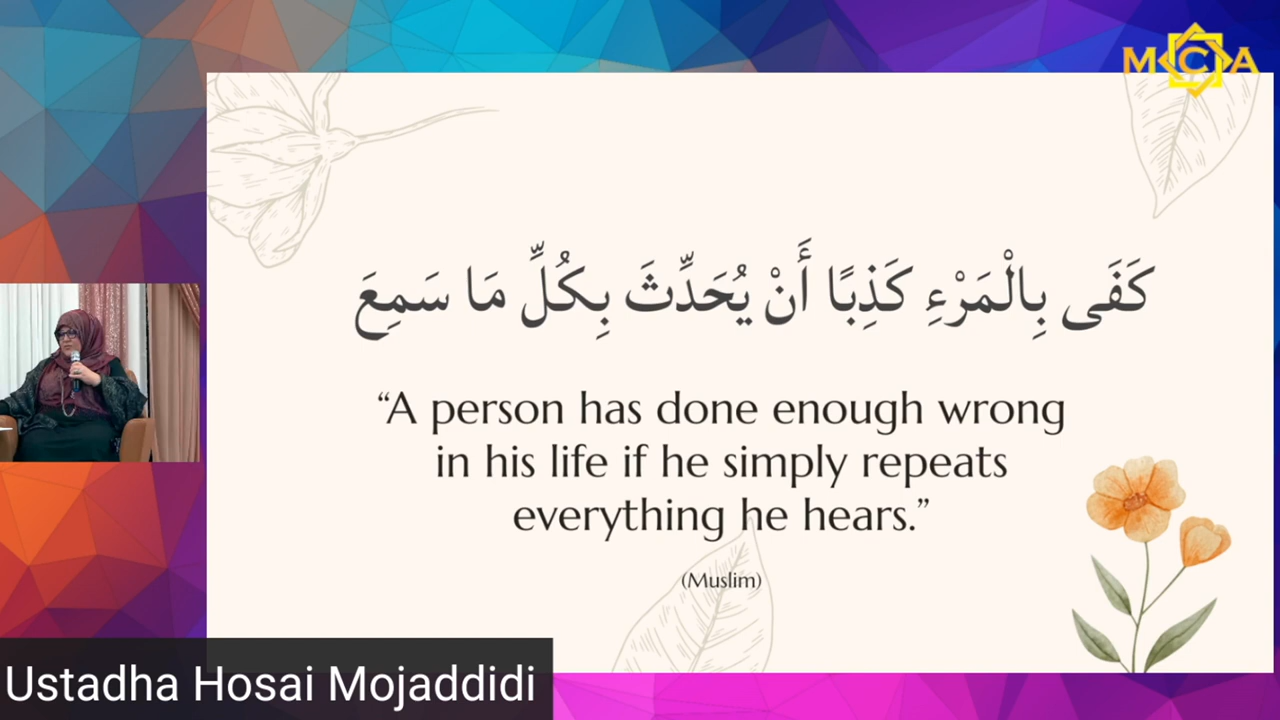 MCA
كَفَى بِالْمَرْءِ كَذِبًا أَنْ يُحَدِّثَ بِكُلِّ مَا سَمِعَ
“A person has done enough wrong
in his life if he simply repeats
everything he hears.”
(Muslim)
Ustadha Hosai Mojaddidi